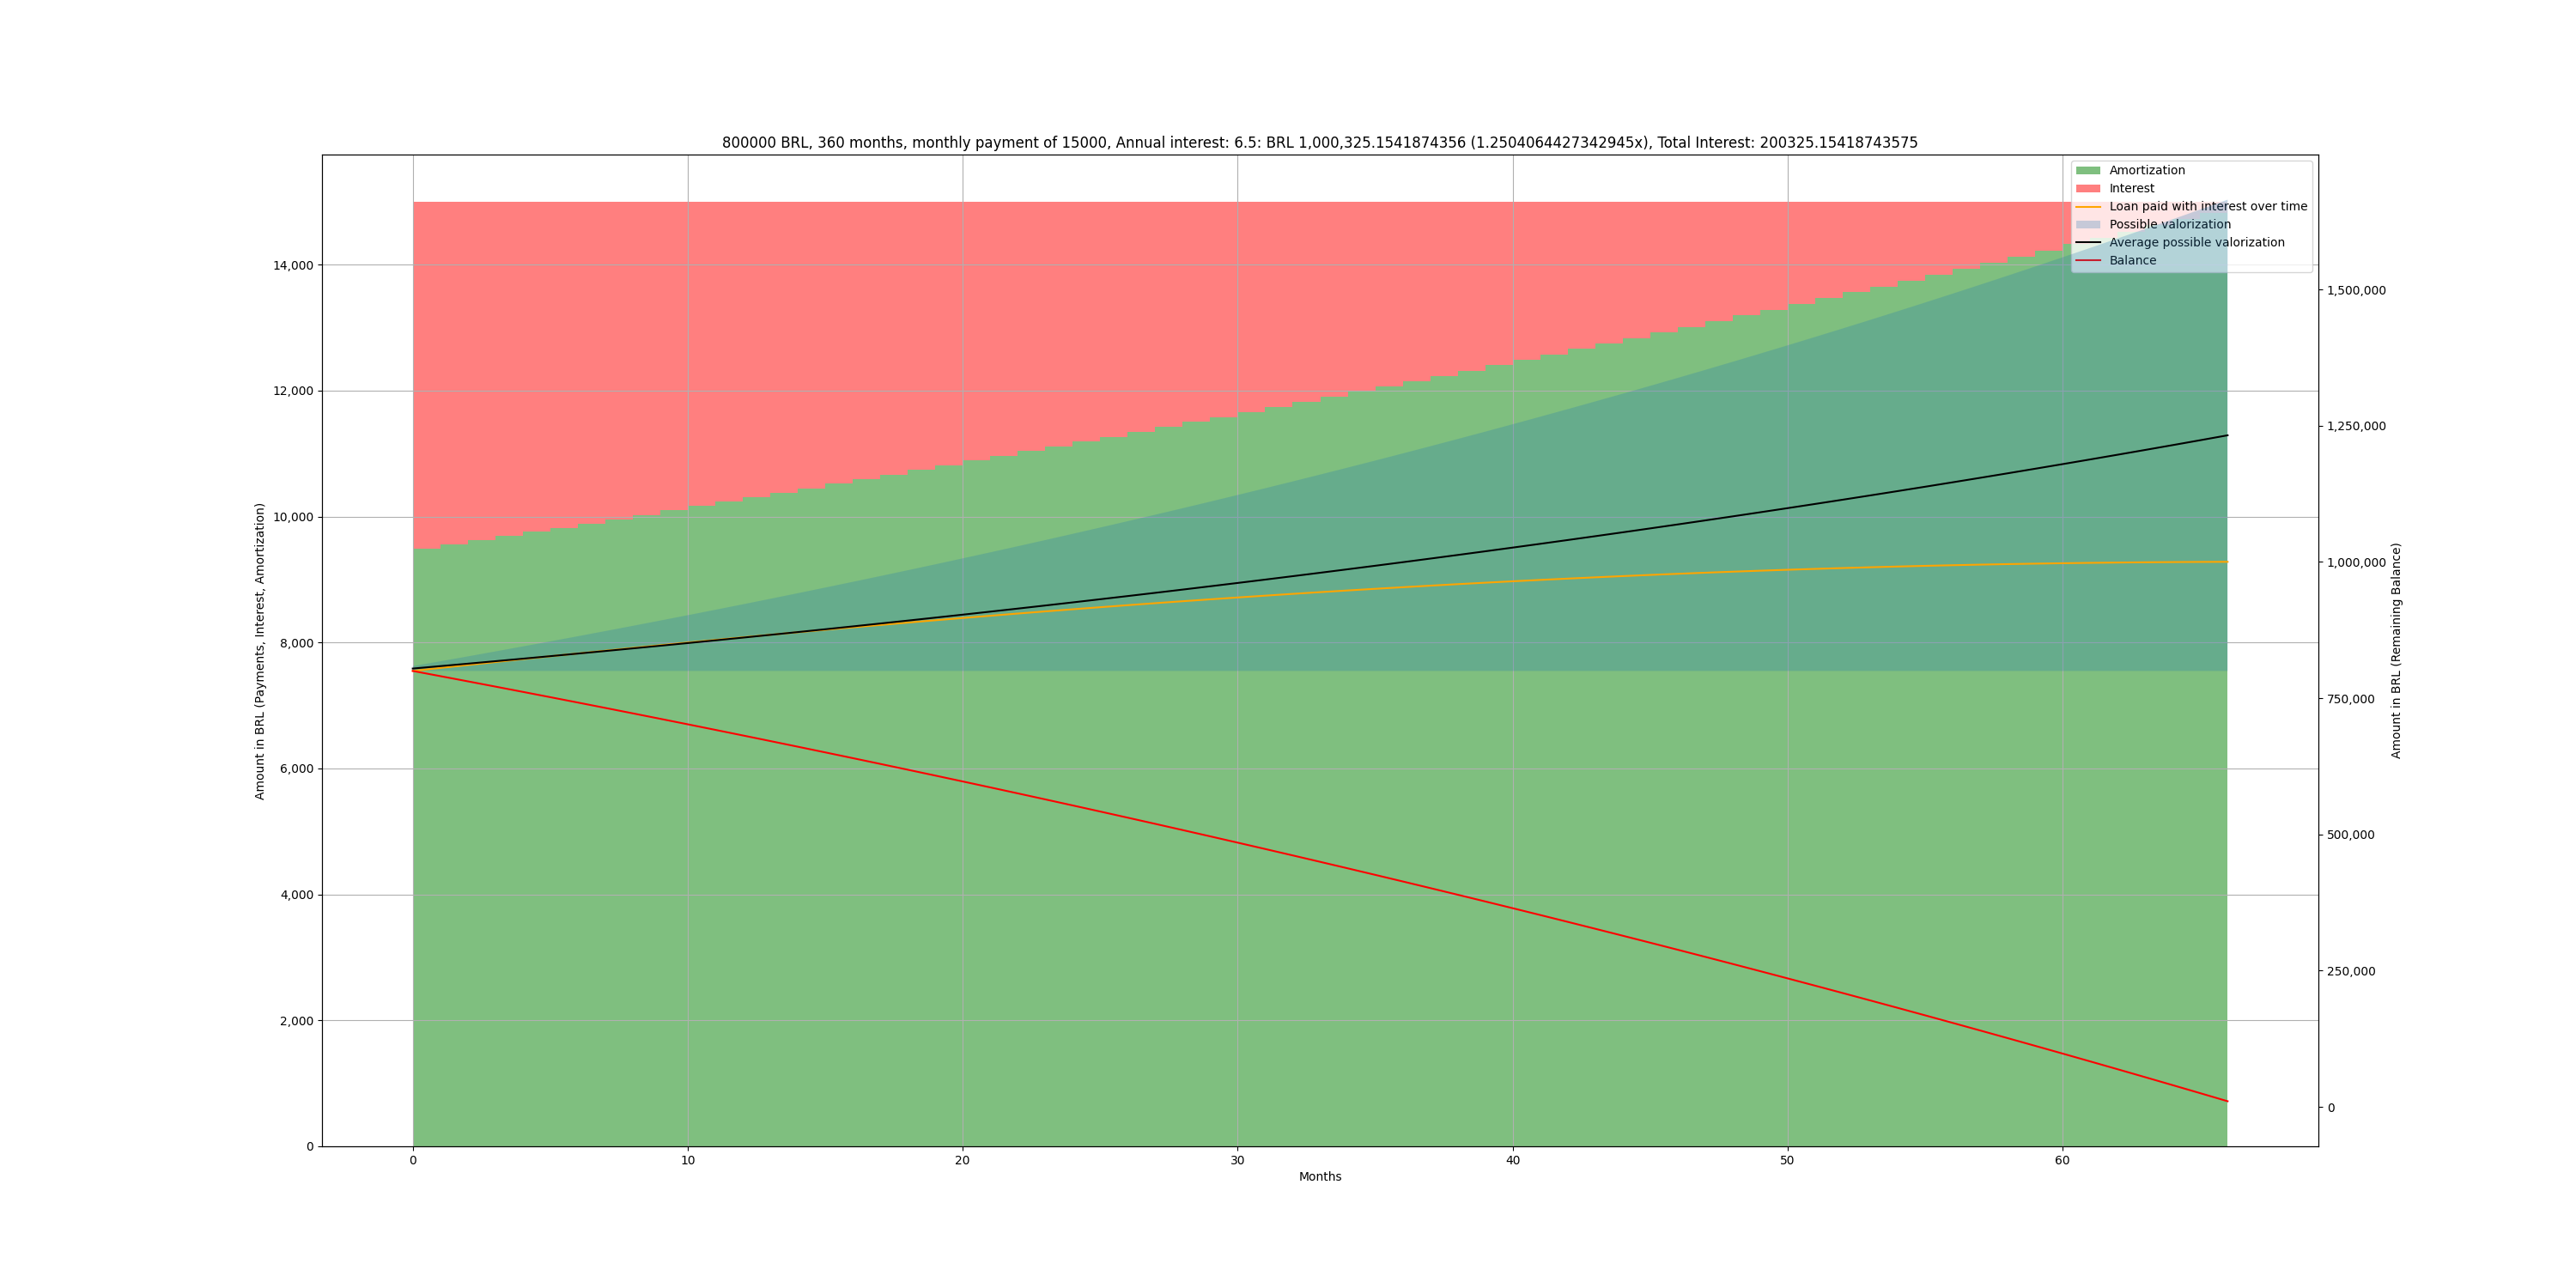 800000 BRL, 360 months, monthly payment of 15000, Annual interest: 6.5: BRL 1,000,325.1541874356 (1.2504064427342945x), Total Interest: 200325.15418743575
Amortization
Interest
Loan paid with interest over time
Possible valorization
Average possible valorization
Balance
Amount in BRL (Payments, Interest, Amortization)
14,000
12,000
10,000
8,000
6,000
4,000
2,000
0
1,500,000
1,250,000
1,000,000
750,000
500,000
250,000
0
Amount in BRL (Remaining Balance)
0
10
20
30
40
50
60
Months